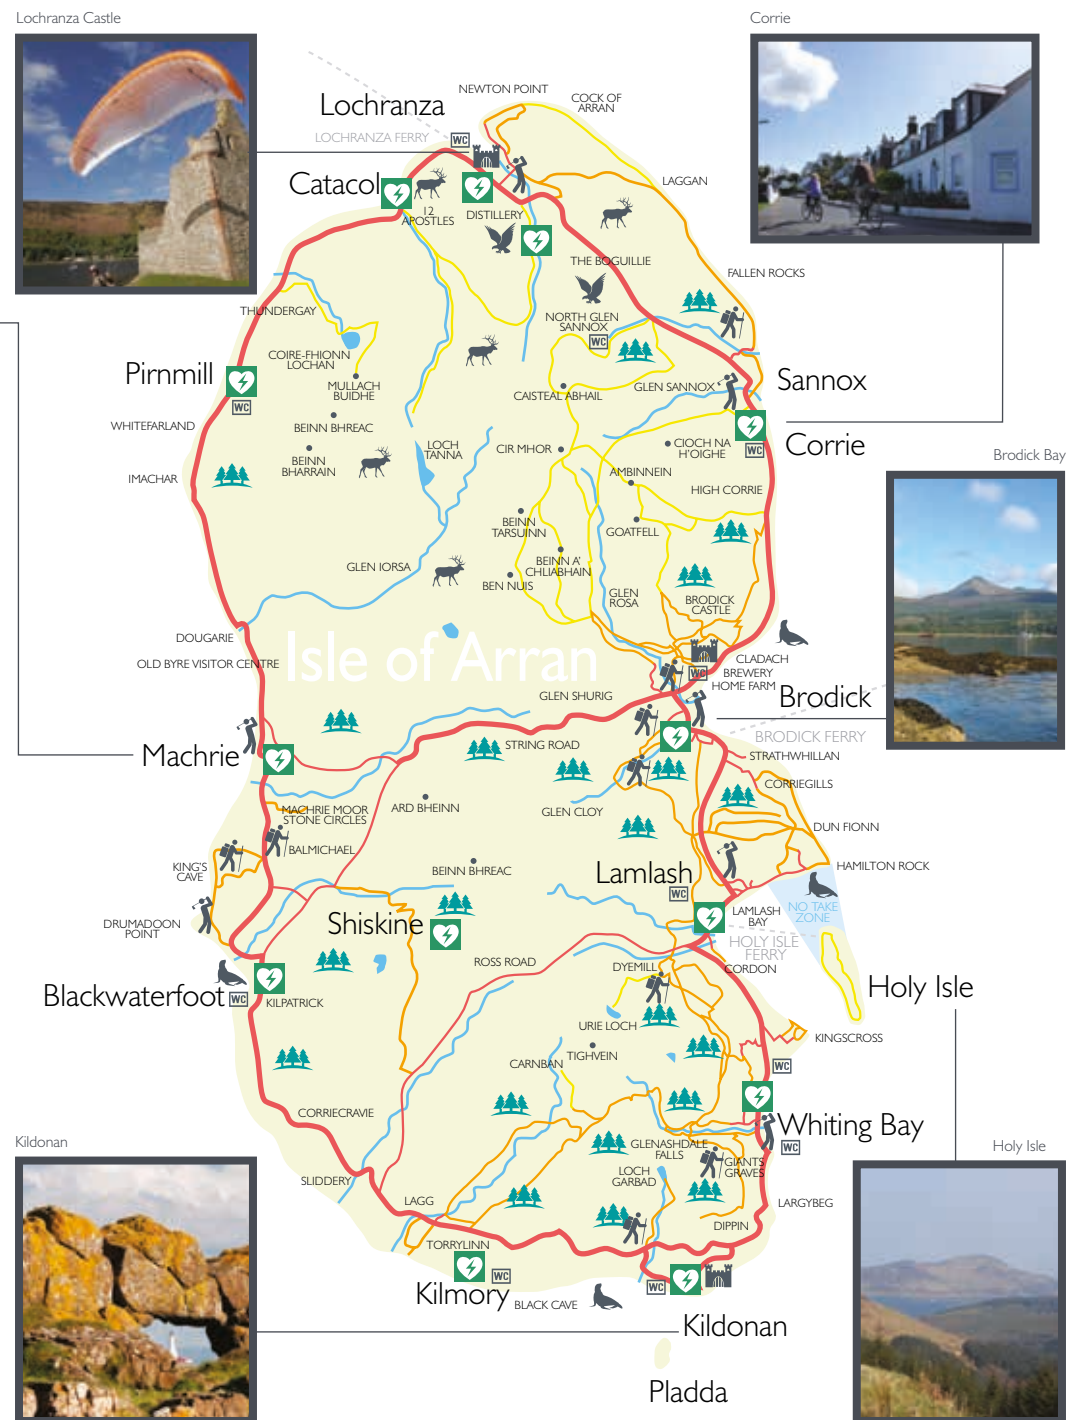 Lochranza Castle
Corrie
NEWTON POINT
COCK OF
ARRAN
Lochranza
WC
LOCHRANZA FERRY
LAGGAN
Catacol
12
APOSTLES
DISTILLERY
THE BOGUILLIE
FALLEN ROCKS
THUNDERGAY
NORTH GLEN
SANNOX
WC
COIRE-FHIONN
LOCHAN
Pirnmill
MULLACH
BUIDHE
GLEN SANNOX
Sannox
CAISTEAL ABHAIL
WC
WHITEFARLAND
BEINN BHREAC
CIOCH NA
H'OIGHE
Corrie
WC
LOCH
TANNA
CIR MHOR
BEINN
BHARRAIN
Brodick Bay
IMACHAR
AMBINNEIN
HIGH CORRIE
BEINN
TARSUINN
GOATFELL
GLEN IORSA
BEINN A'
CHLIABHAIN
BEN NUIS
GLEN
ROSA
BRODICK
CASTLE
DOUGARIE
Isle of Arran
OLD BYRE VISITOR CENTRE
CLADACH
BREWERY
WC
HOME FARM
GLEN SHURIG
Brodick
BRODICK FERRY
STRING ROAD
STRATHWHILLAN
Machrie
CORRIEGILLS
MACHRIE MOOR
STONE CIRCLES
ARD BHEINN
GLEN CLOY
DUN FIONN
BALMICHAEL
KING'S
CAVE
BEINN BHREAC
Lamlash
WC
HAMILTON ROCK
DRUMADOON
POINT
Shiskine
LAMLASH
BAY
NO TAKE
ZONE
HOLY ISLE
FERRY
ROSS ROAD
DYEMILL
CORDON
Blackwaterfoot
WC
KILPATRICK
Holy Isle
URIE LOCH
KINGSCROSS
TIGHVEIN
CARNBAN
WC
CORRIECRAVIE
Whiting Bay
WC
Kildonan
GLENASHDALE
FALLS
Holy Isle
GIANTS
GRAVES
LOCH
GARBAD
SLIDDERY
LAGG
LARGYBEG
DIPPIN
TORRYLINN
WC
Kilmory
WC
BLACK CAVE
Kildonan
Pladda